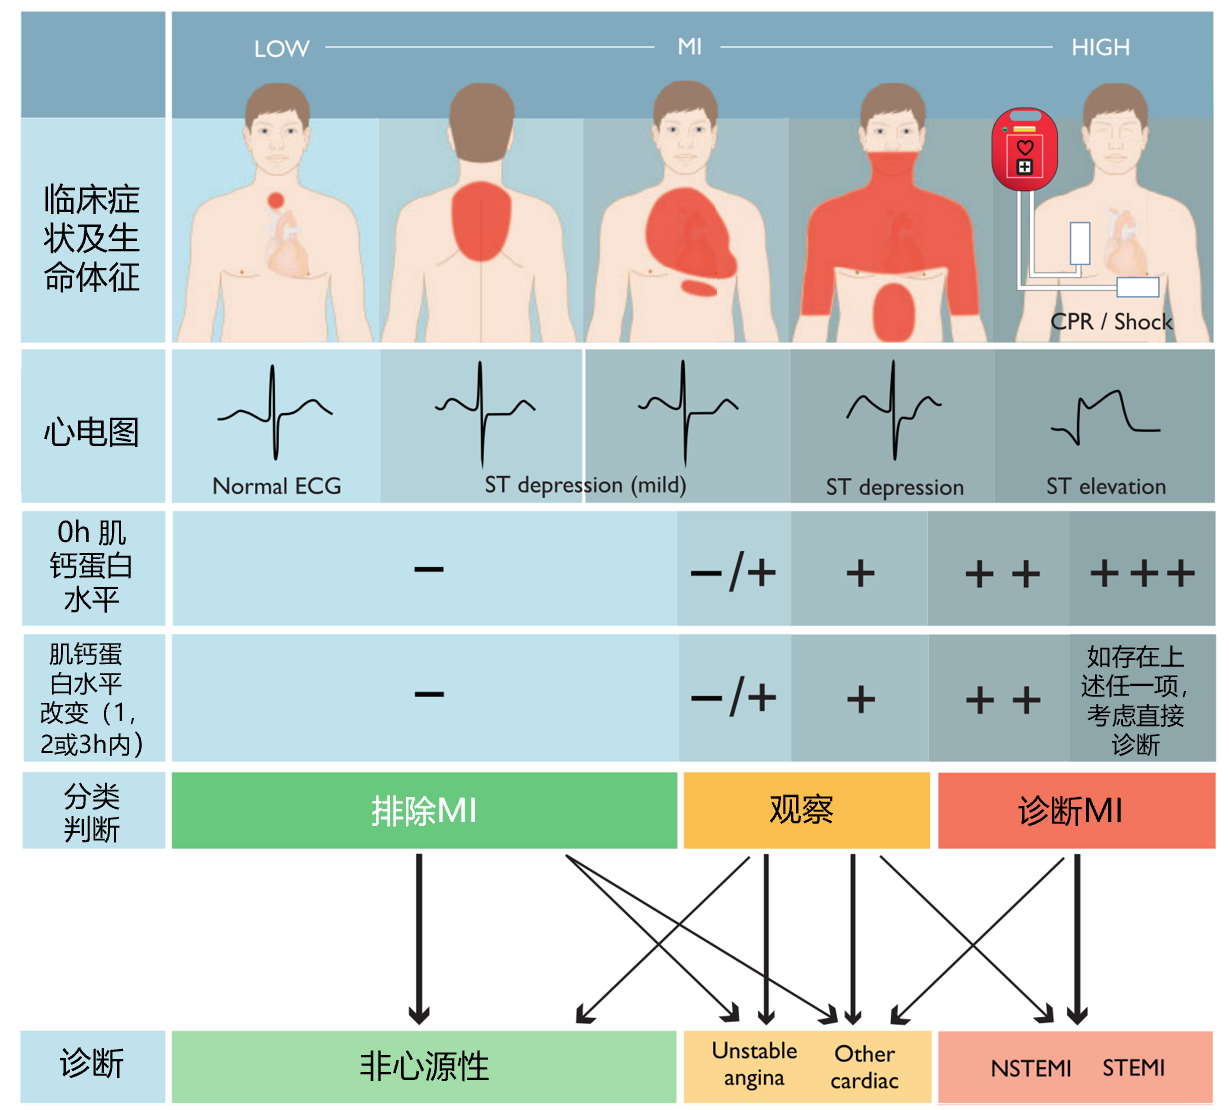 LOW MI HIGH
临床症
状及生
命体征
CPR / Shock
心电图
Normal ECG
ST depression (mild)
ST depression
ST elevation
0h 肌
钙蛋白
水平
−
−/+
+
+ +
+ + +
肌钙蛋
白水平
改变（1，
2或3h内）
−
−/+
+
+ +
如存在上
述任一项，
考虑直接
诊断
分类
判断
排除MI
观察
诊断MI
诊断
非心源性
Unstable
angina
Other
cardiac
NSTEMI
STEMI